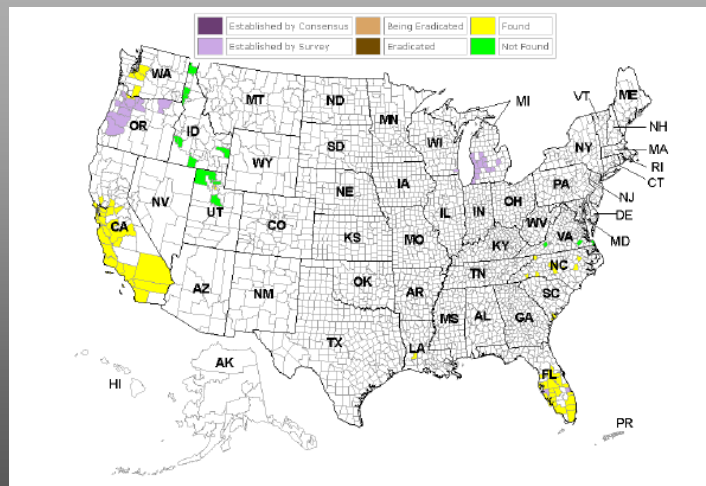 Established by Consensus Being Eradicated Found
Established by Survey Eradicated Not Found
WA
MT
ND
MN
MI
VT
ME
OR
ID
SD
WI
NY
NH
MA
RI
CT
WY
NE
IA
PA
NJ
NV
UT
CO
IL
IN
OH
WV
DE
MD
CA
KS
MO
KY
VA
AZ
NM
OK
AR
TN
NC
SC
TX
LA
MS
AL
GA
AK
HI
FL
PR